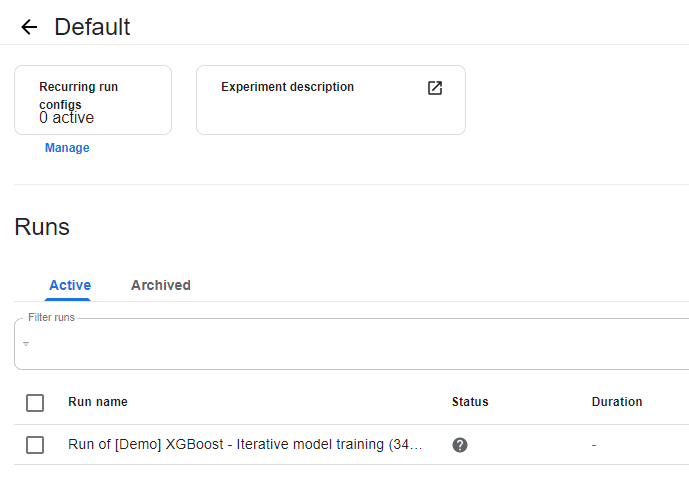 Default
Recurring run
configs
0 active
Experiment description
Manage
Runs
Active Archived
Filter runs
Run name Status Duration
Run of [Demo] XGBoost - Iterative model training (34… -